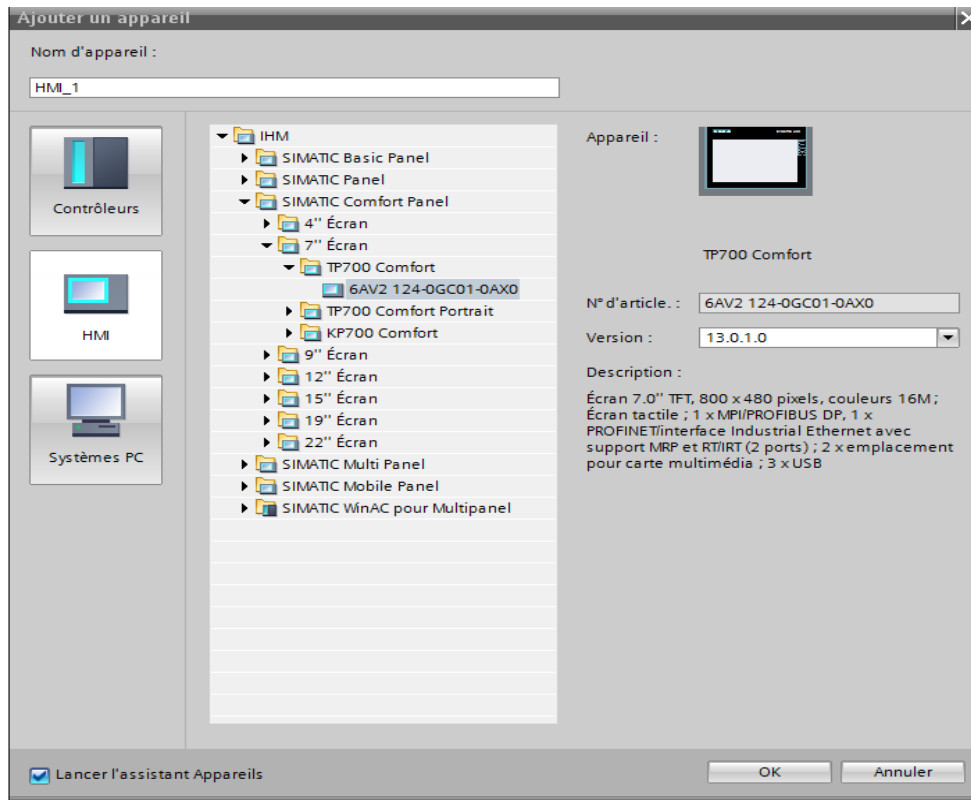 Ajouter un appareil
Nom d'appareil :
HMI_1
Contrôleurs
HMI
Systèmes PC
IHM
SIMATIC Basic Panel
SIMATIC Panel
SIMATIC Comfort Panel
4'' Écran
7'' Écran
TP700 Comfort
6AV2 124-0GC01-0AX0
TP700 Comfort Portrait
KP700 Comfort
9'' Écran
12'' Écran
15'' Écran
19'' Écran
22'' Écran
SIMATIC Multi Panel
SIMATIC Mobile Panel
SIMATIC WinAC pour Multipanel
Appareil :
TP700 Comfort
N° d'article. : 6AV2 124-0GC01-0AX0
Version : 13.0.1.0
Description :
Écran 7.0'' TFT, 800 x 480 pixels, couleurs 16M ;
Écran tactile ; 1 x MPI/PROFIBUS DP, 1 x
PROFINET/interface Industrial Ethernet avec
support MRP et RT/IRT (2 ports) ; 2 x emplacement
pour carte multimédia ; 3 x USB
Lancer l'assistant Appareils
OK
Annuler